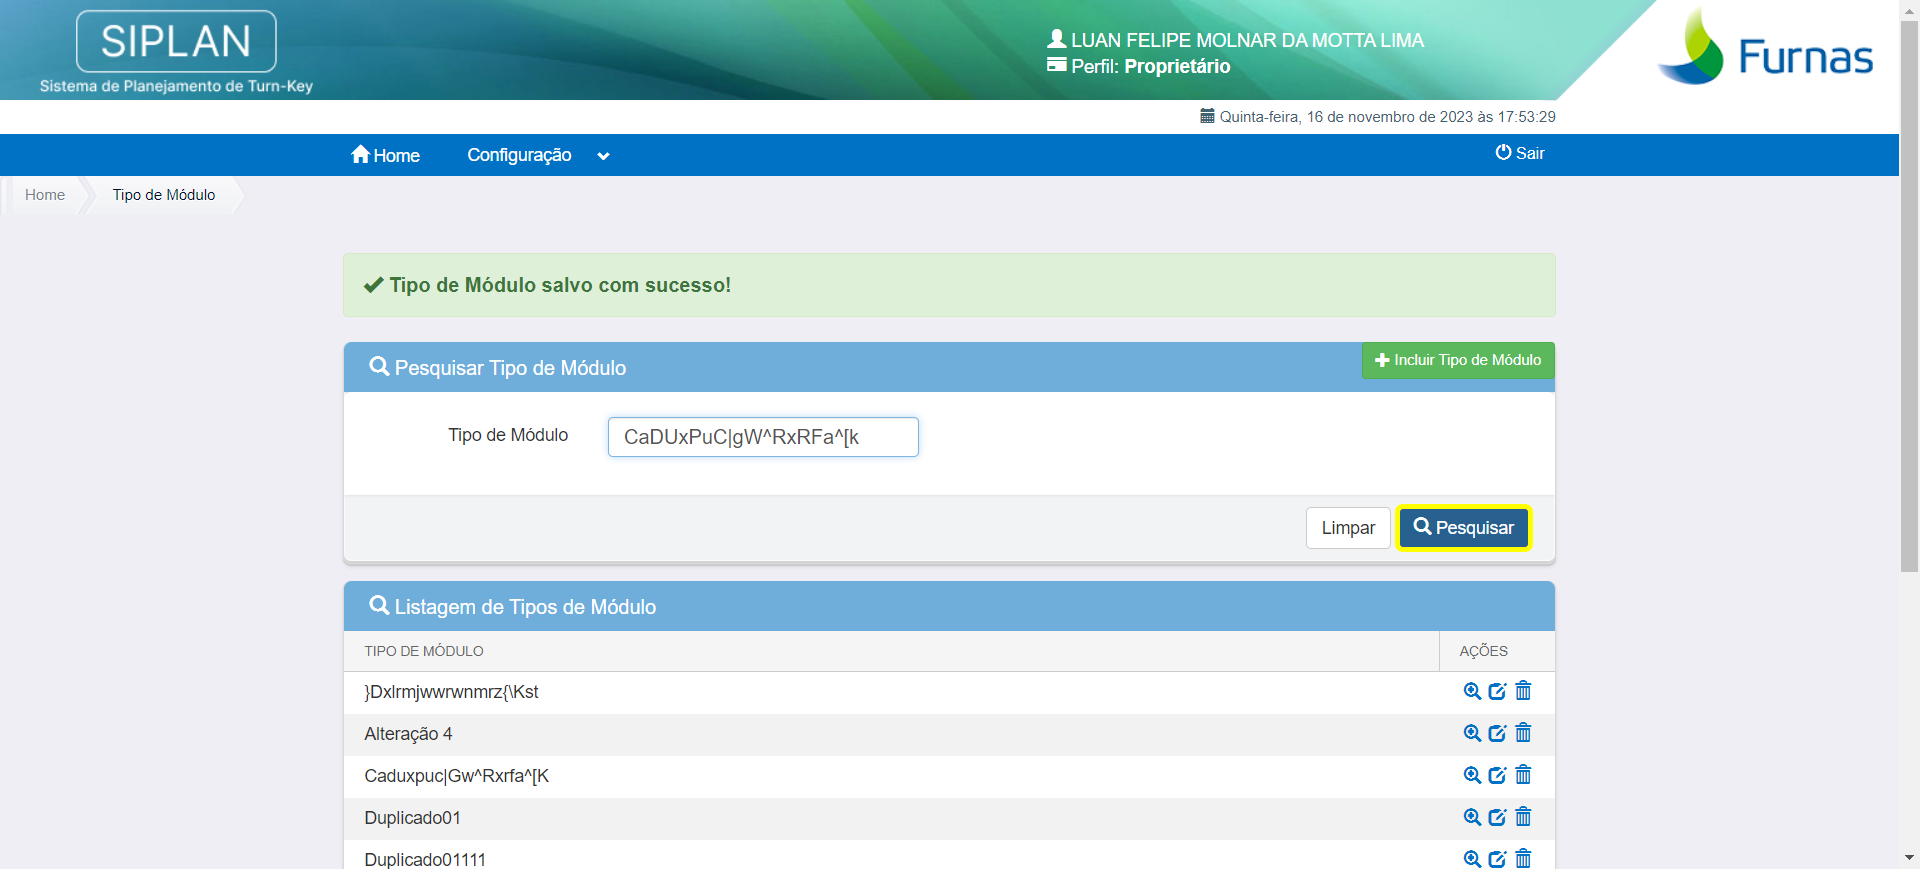 SIPLAN
Sistema de Planejamento de Turn-Key
LUAN FELIPE MOLNAR DA MOTTA LIMA
Perfil: Proprietário
Furnas
Quinta-feira, 16 de novembro de 2023 às 17:53:29
Home
Configuração
Sair
Home
Tipo de Módulo
Tipo de Módulo salvo com sucesso!
Pesquisar Tipo de Módulo
Incluir Tipo de Módulo
Tipo de Módulo
CaDUxPuC|gW^RxRFa^[k
Limpar
Pesquisar
Listagem de Tipos de Módulo
TIPO DE MÓDULO
AÇÕES
}Dxlrmjwwrwnmrz{\Kst
Alteração 4
Caduxpuc|Gw^Rxrfa^[K
Duplicado01
Duplicado01111